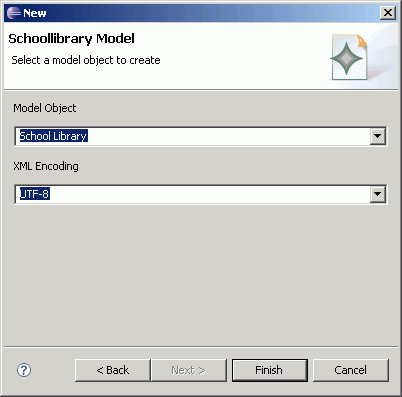 New
Schoollibrary Model
Select a model object to create
Model Object
School Library
XML Encoding
UTF-8
?
< Back
Next >
Finish
Cancel